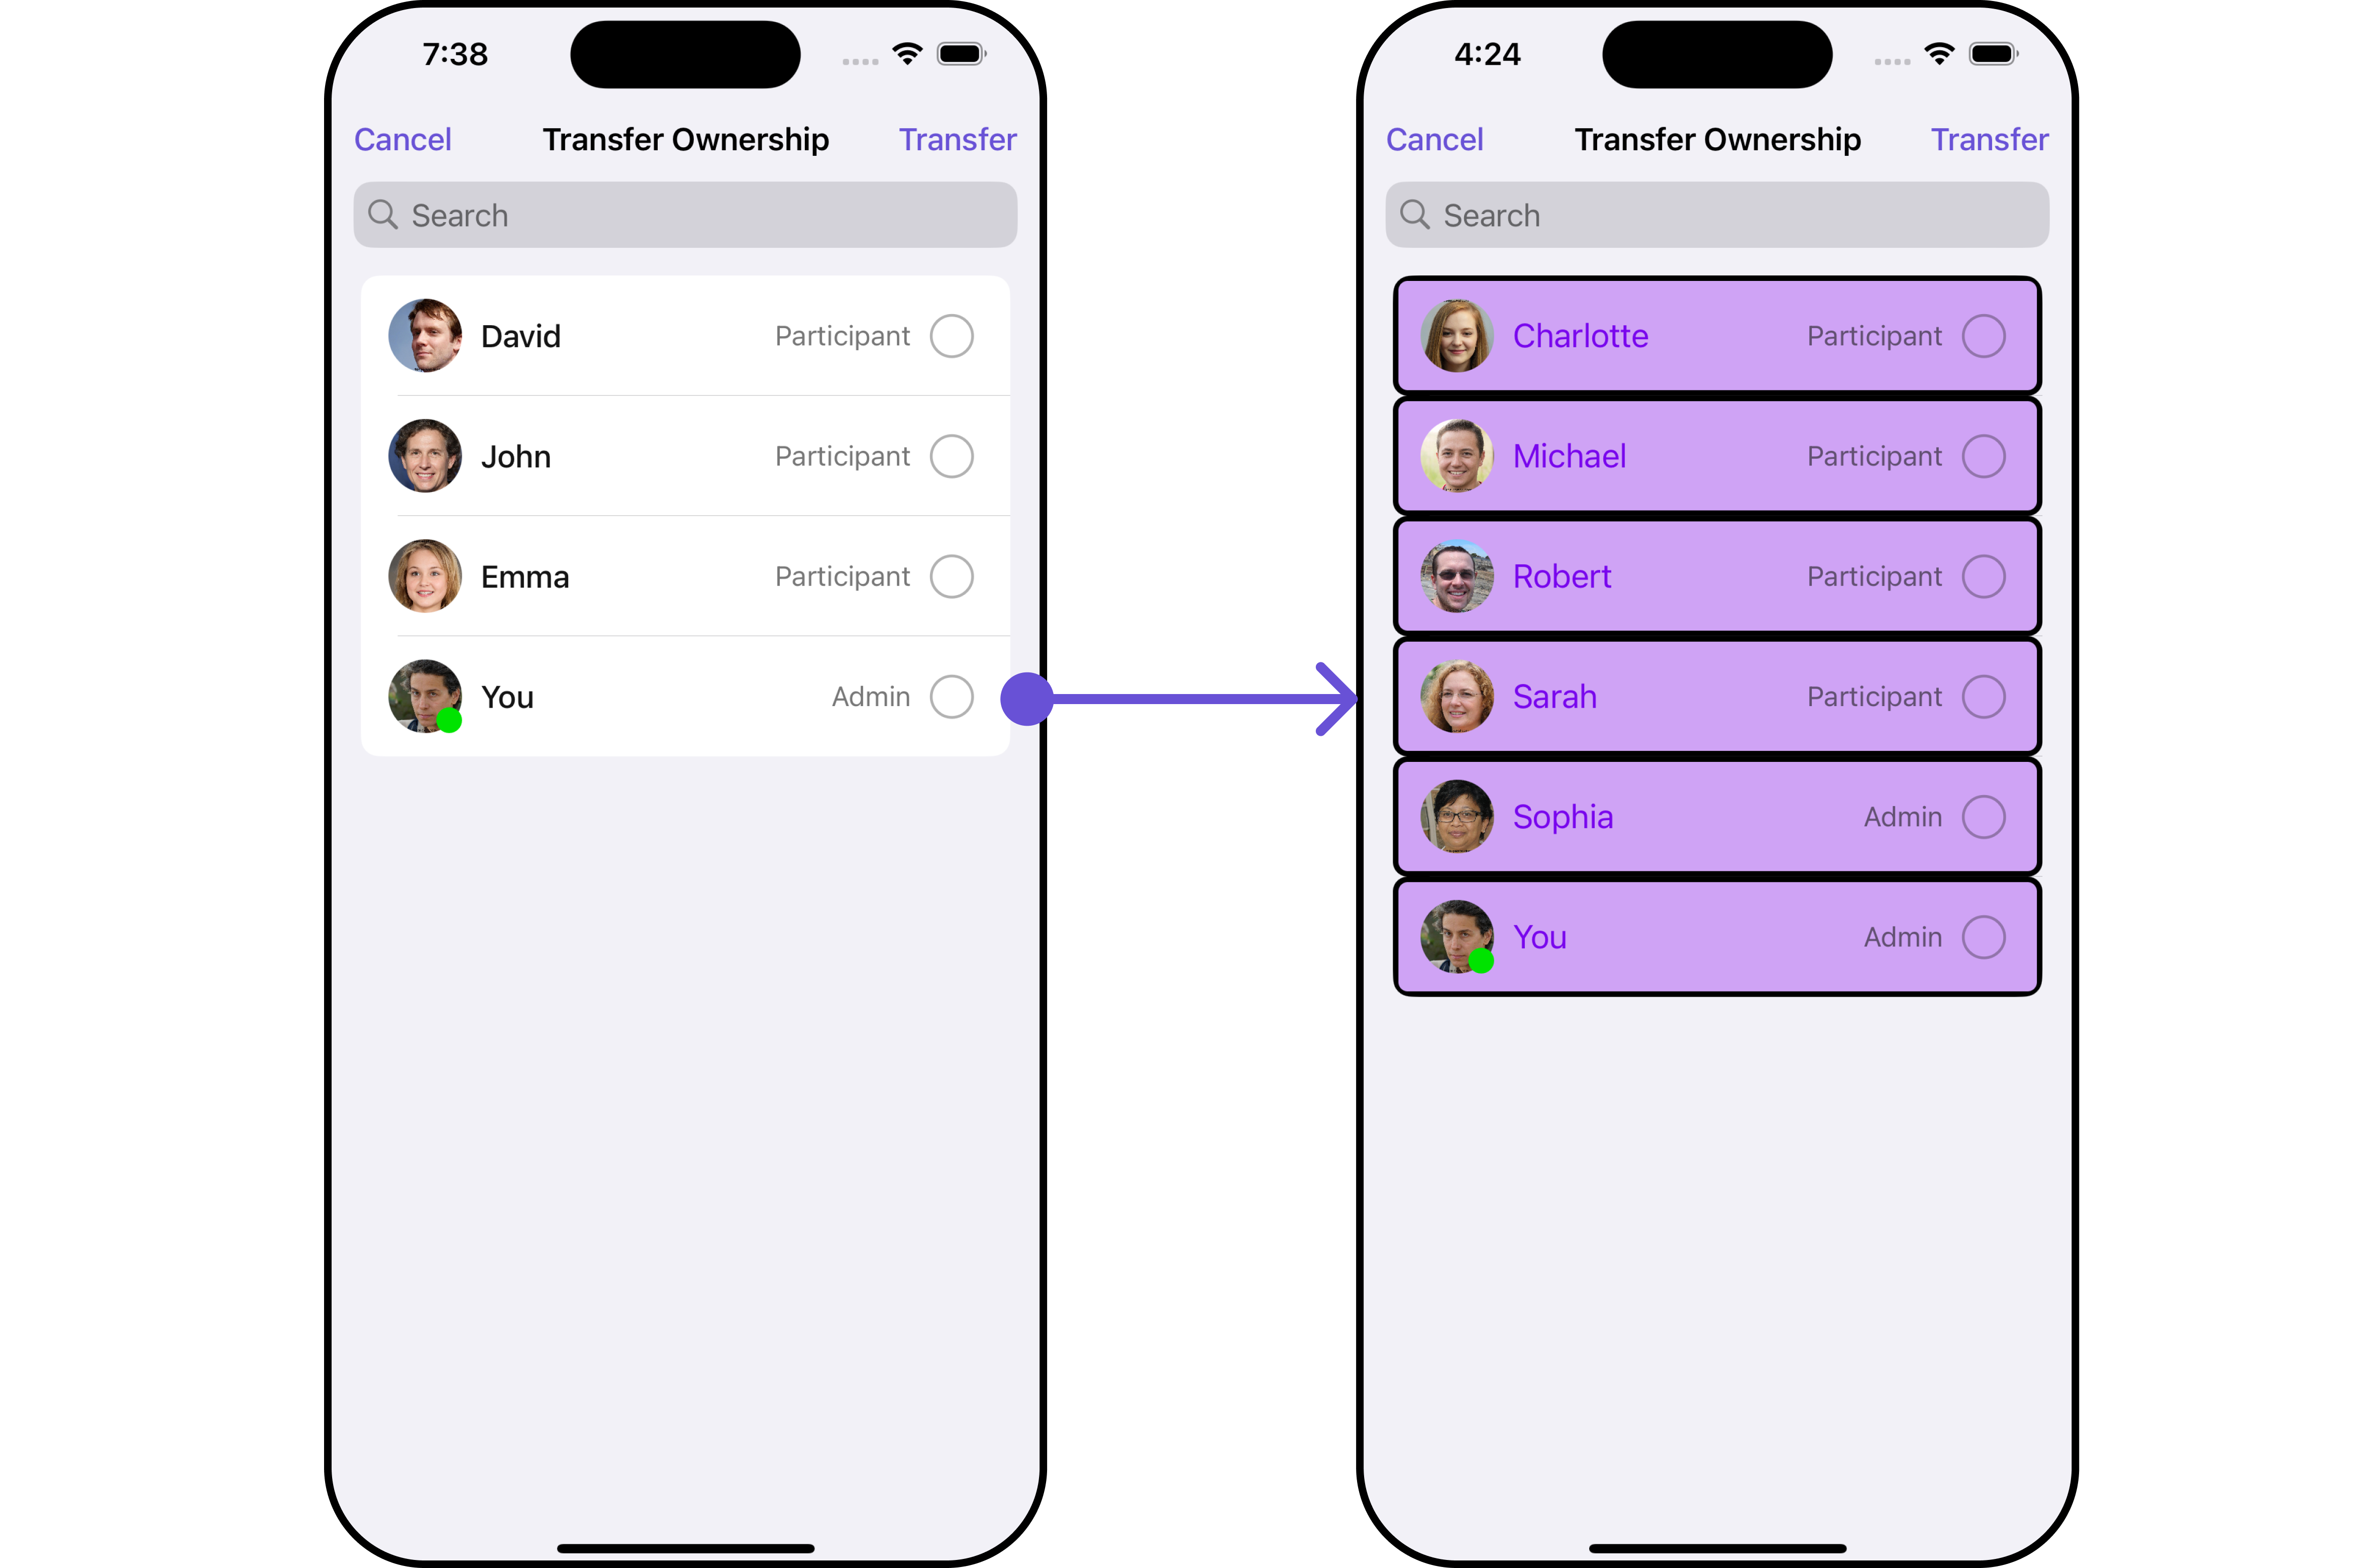 7:38
Cancel Transfer Ownership Transfer
Search
David Participant
John Participant
Emma Participant
You Admin
4:24
Cancel Transfer Ownership Transfer
Search
Charlotte Participant
Michael Participant
Robert Participant
Sarah Participant
Sophia Admin
You Admin